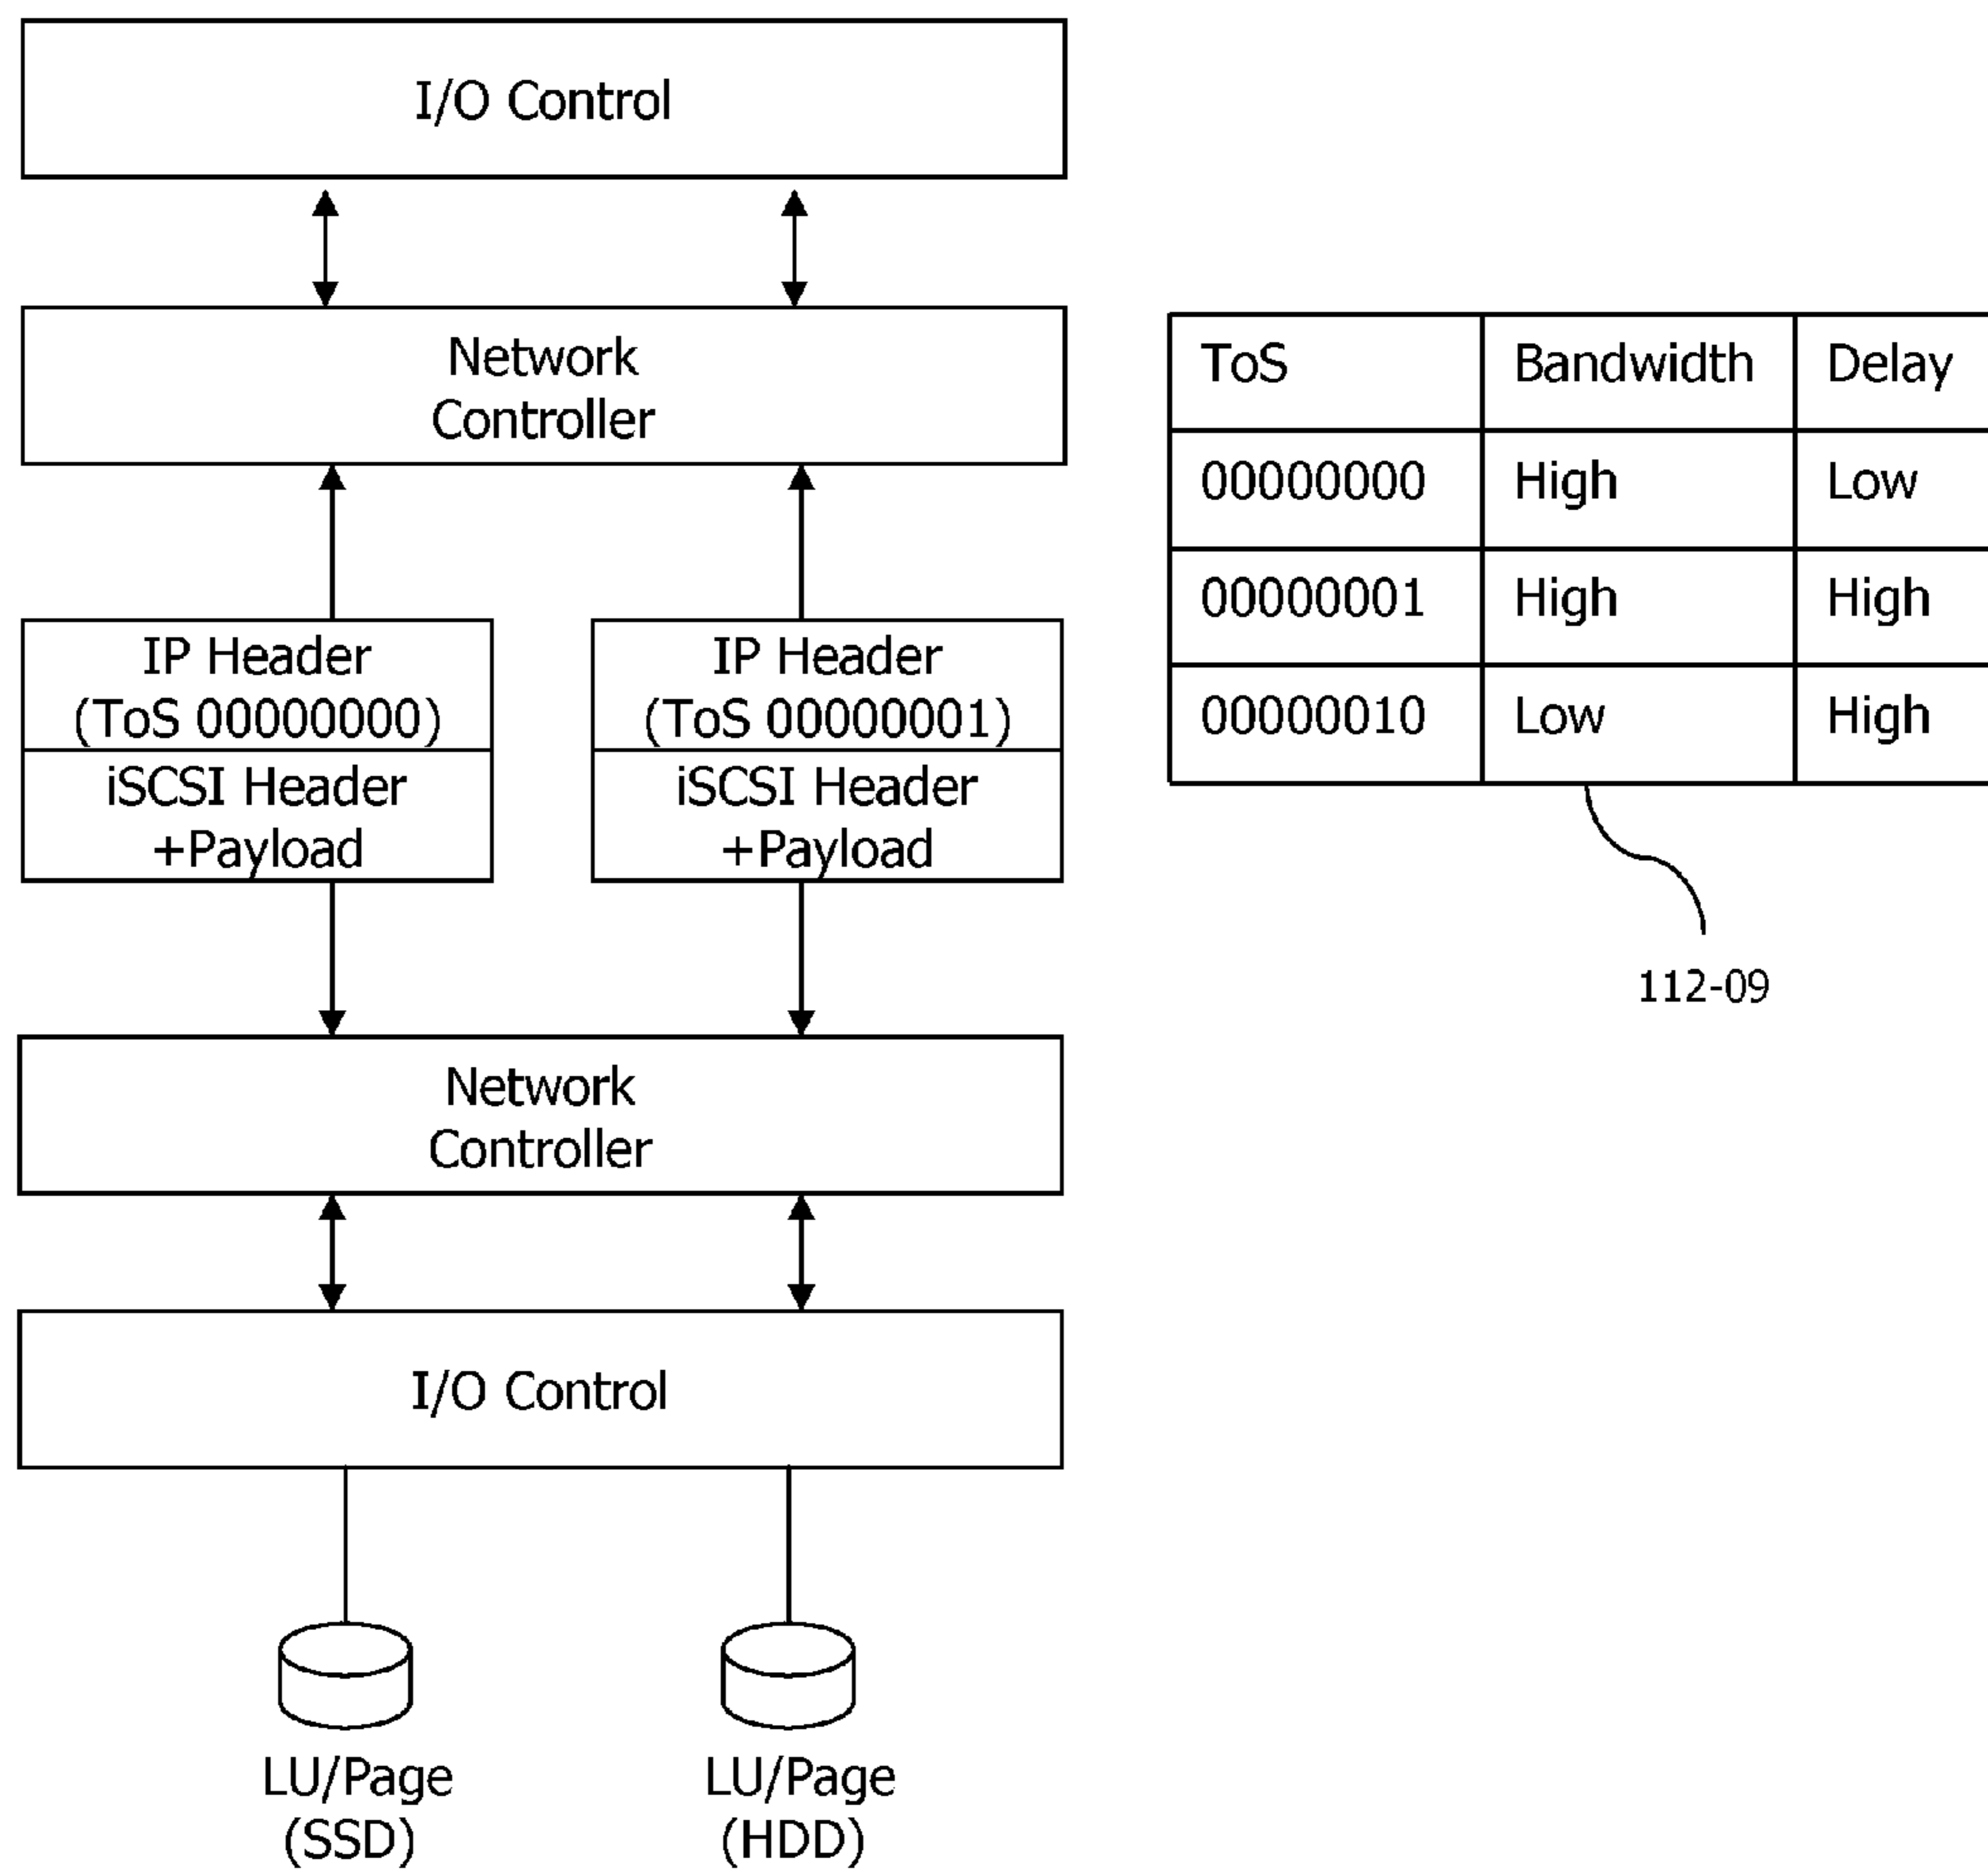 I/O Control
Network
Controller
IP Header
(ToS 00000000)
iSCSI Header
+Payload
IP Header
(ToS 00000001)
iSCSI Header
+Payload
Network
Controller
I/O Control
LU/Page
(SSD)
LU/Page
(HDD)
ToS Bandwidth Delay
00000000 High Low
00000001 High High
00000010 Low High
112-09